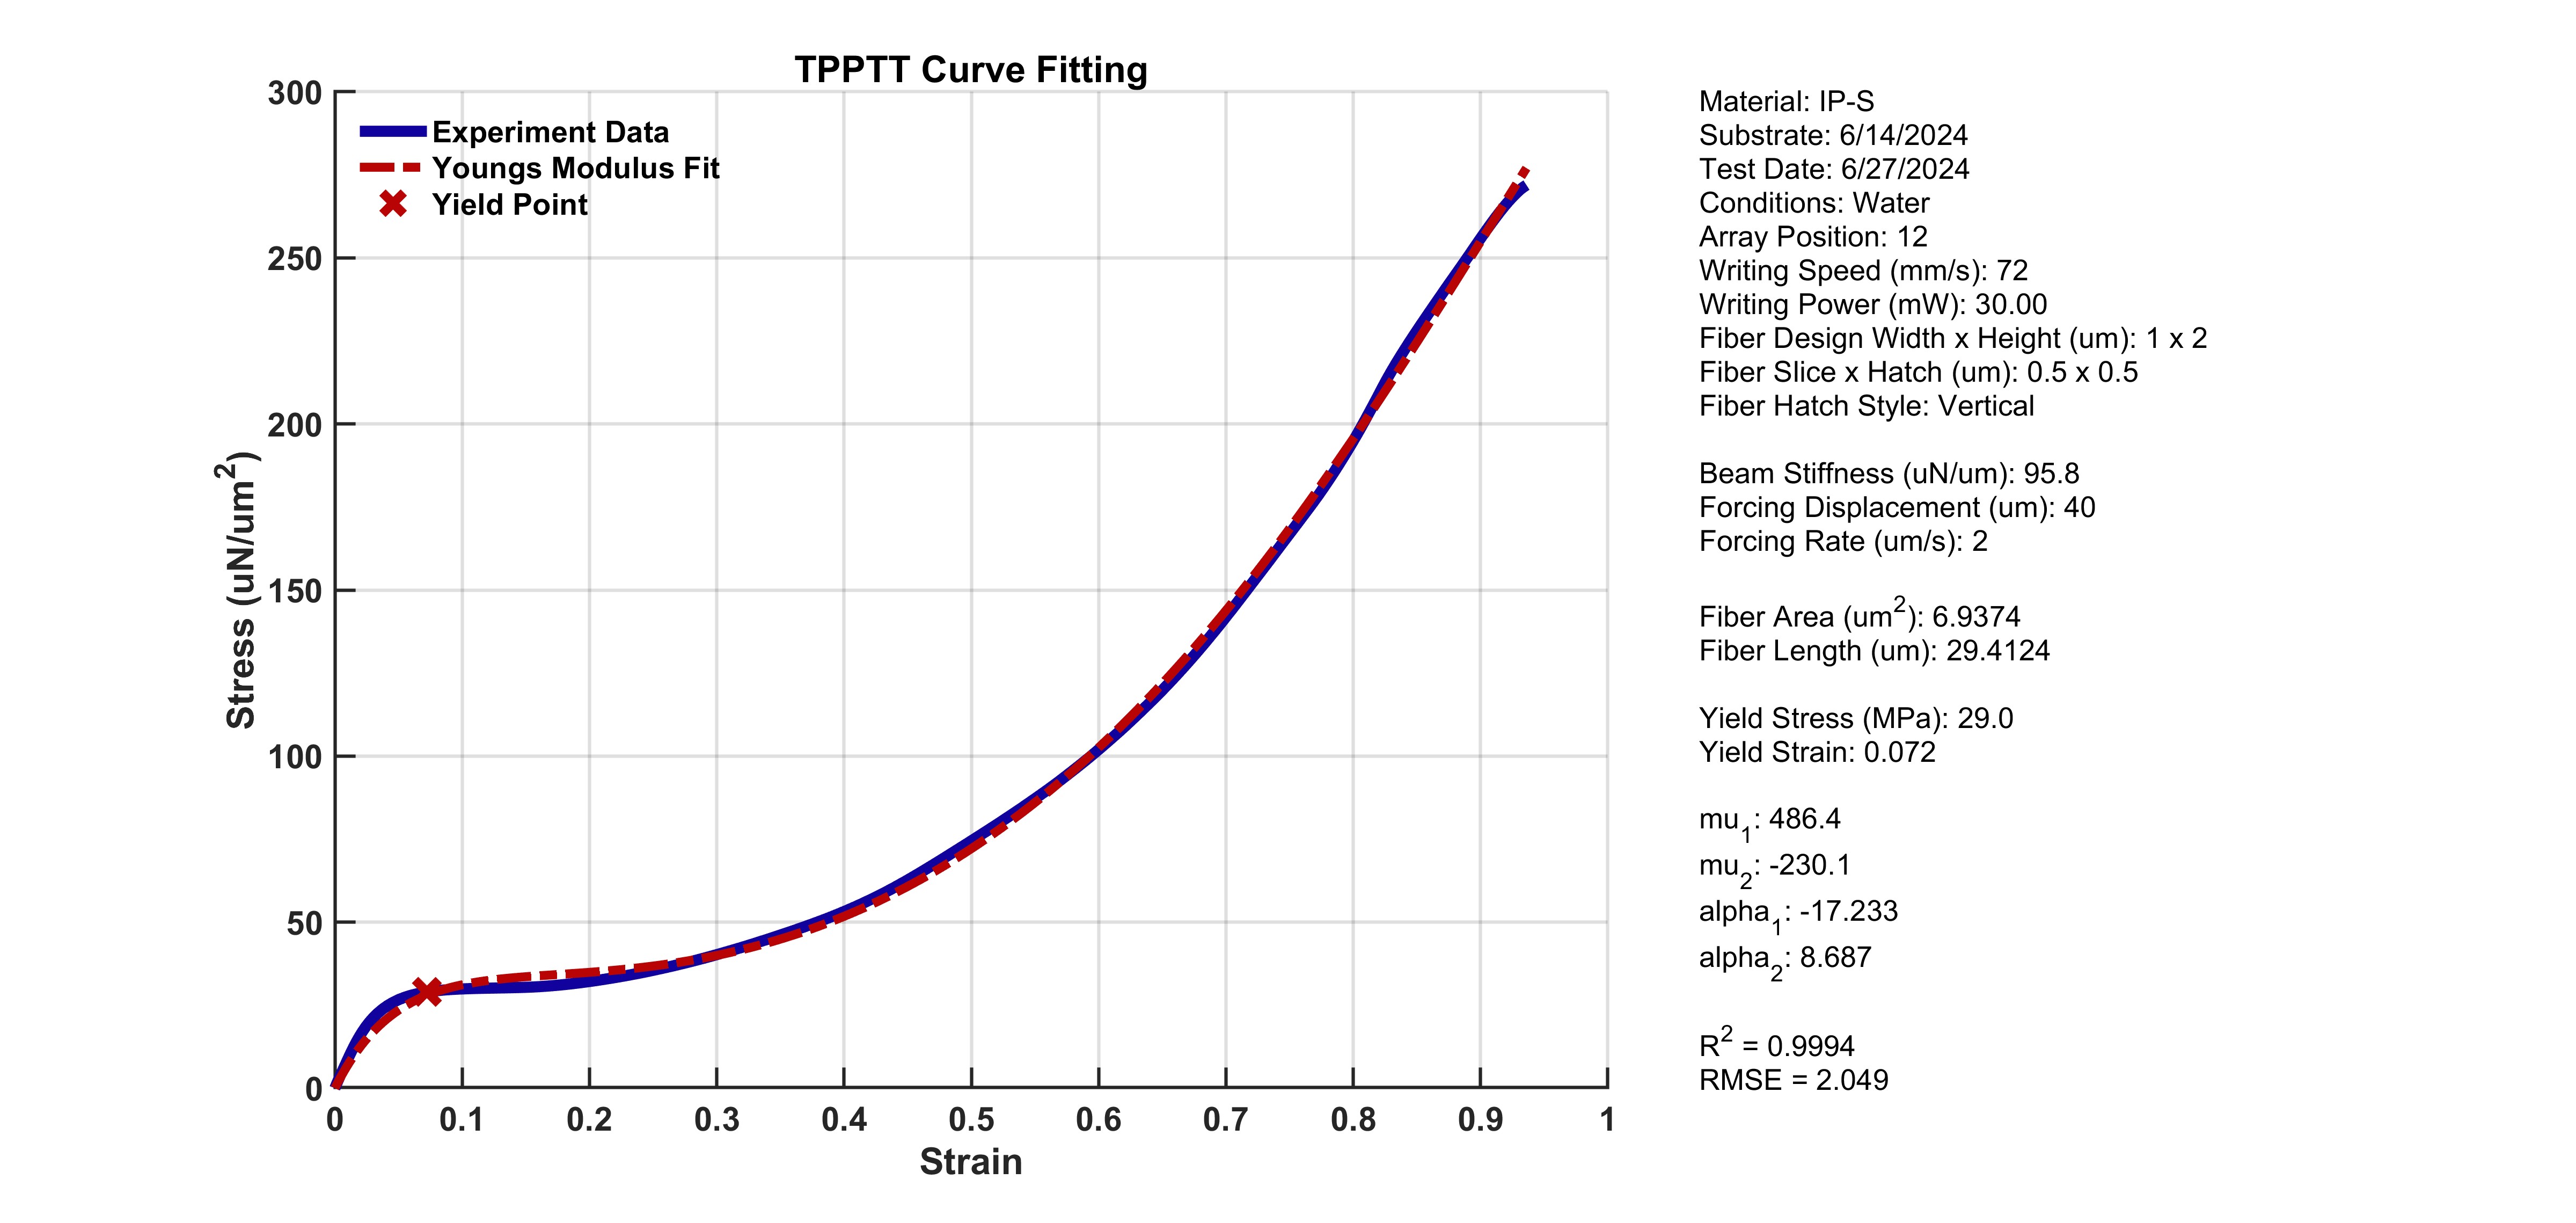 TPPTT Curve Fitting
300
250
200
150
100
50
0
Stress (uN/um²)
Experiment Data
Youngs Modulus Fit
Yield Point
0 0.1 0.2 0.3 0.4 0.5 0.6 0.7 0.8 0.9 1
Strain
Material: IP-S
Substrate: 6/14/2024
Test Date: 6/27/2024
Conditions: Water
Array Position: 12
Writing Speed (mm/s): 72
Writing Power (mW): 30.00
Fiber Design Width x Height (um): 1 x 2
Fiber Slice x Hatch (um): 0.5 x 0.5
Fiber Hatch Style: Vertical
Beam Stiffness (uN/um): 95.8
Forcing Displacement (um): 40
Forcing Rate (um/s): 2
Fiber Area (um²): 6.9374
Fiber Length (um): 29.4124
Yield Stress (MPa): 29.0
Yield Strain: 0.072
mu₁: 486.4
mu₂: -230.1
alpha₁: -17.233
alpha₂: 8.687
R² = 0.9994
RMSE = 2.049